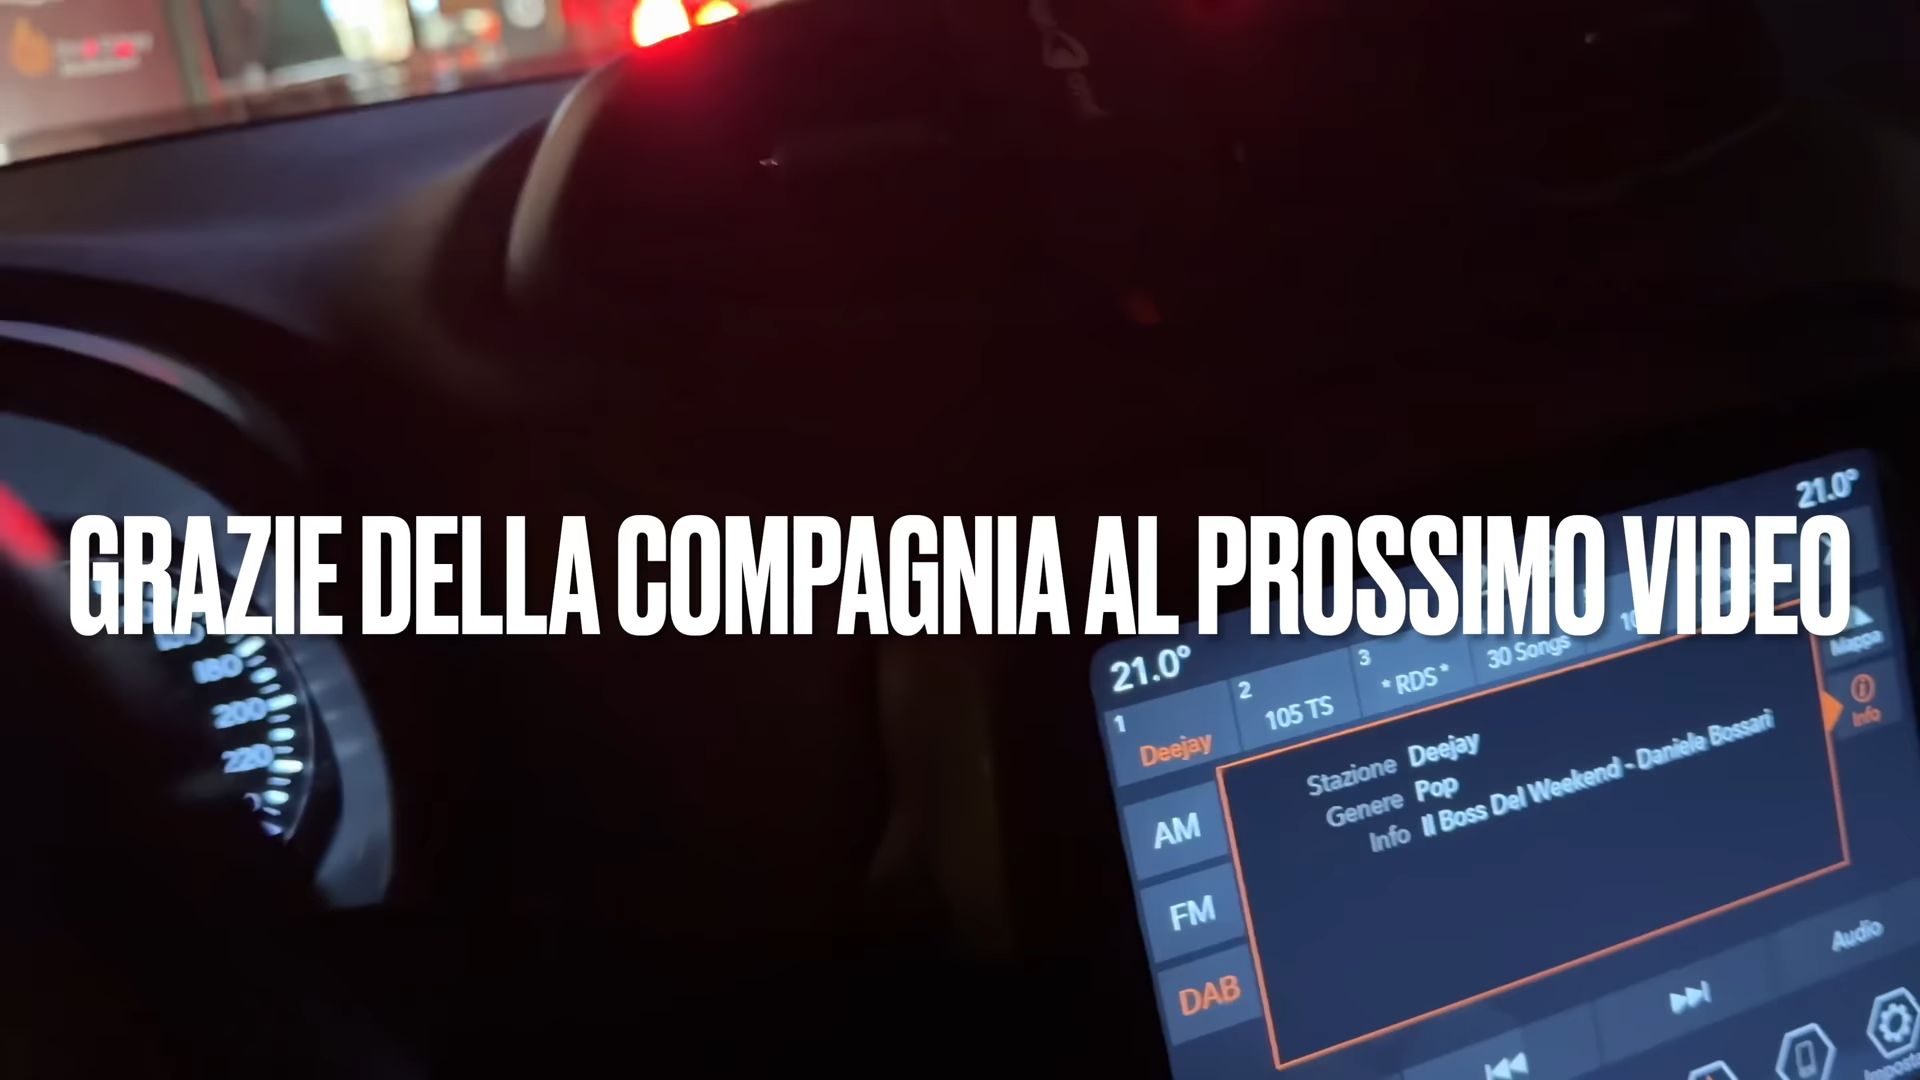 GRAZIE DELLA COMPAGNIA AL PROSSIMO VIDEO
21.0°
21.0°
1 Deejay
2 105 TS
3 * RDS *
30 Songs
Mappa
Info
Stazione Deejay
Genere Pop
Info Il Boss Del Weekend - Daniele Bossari
AM
FM
DAB
Audio
180
200
220